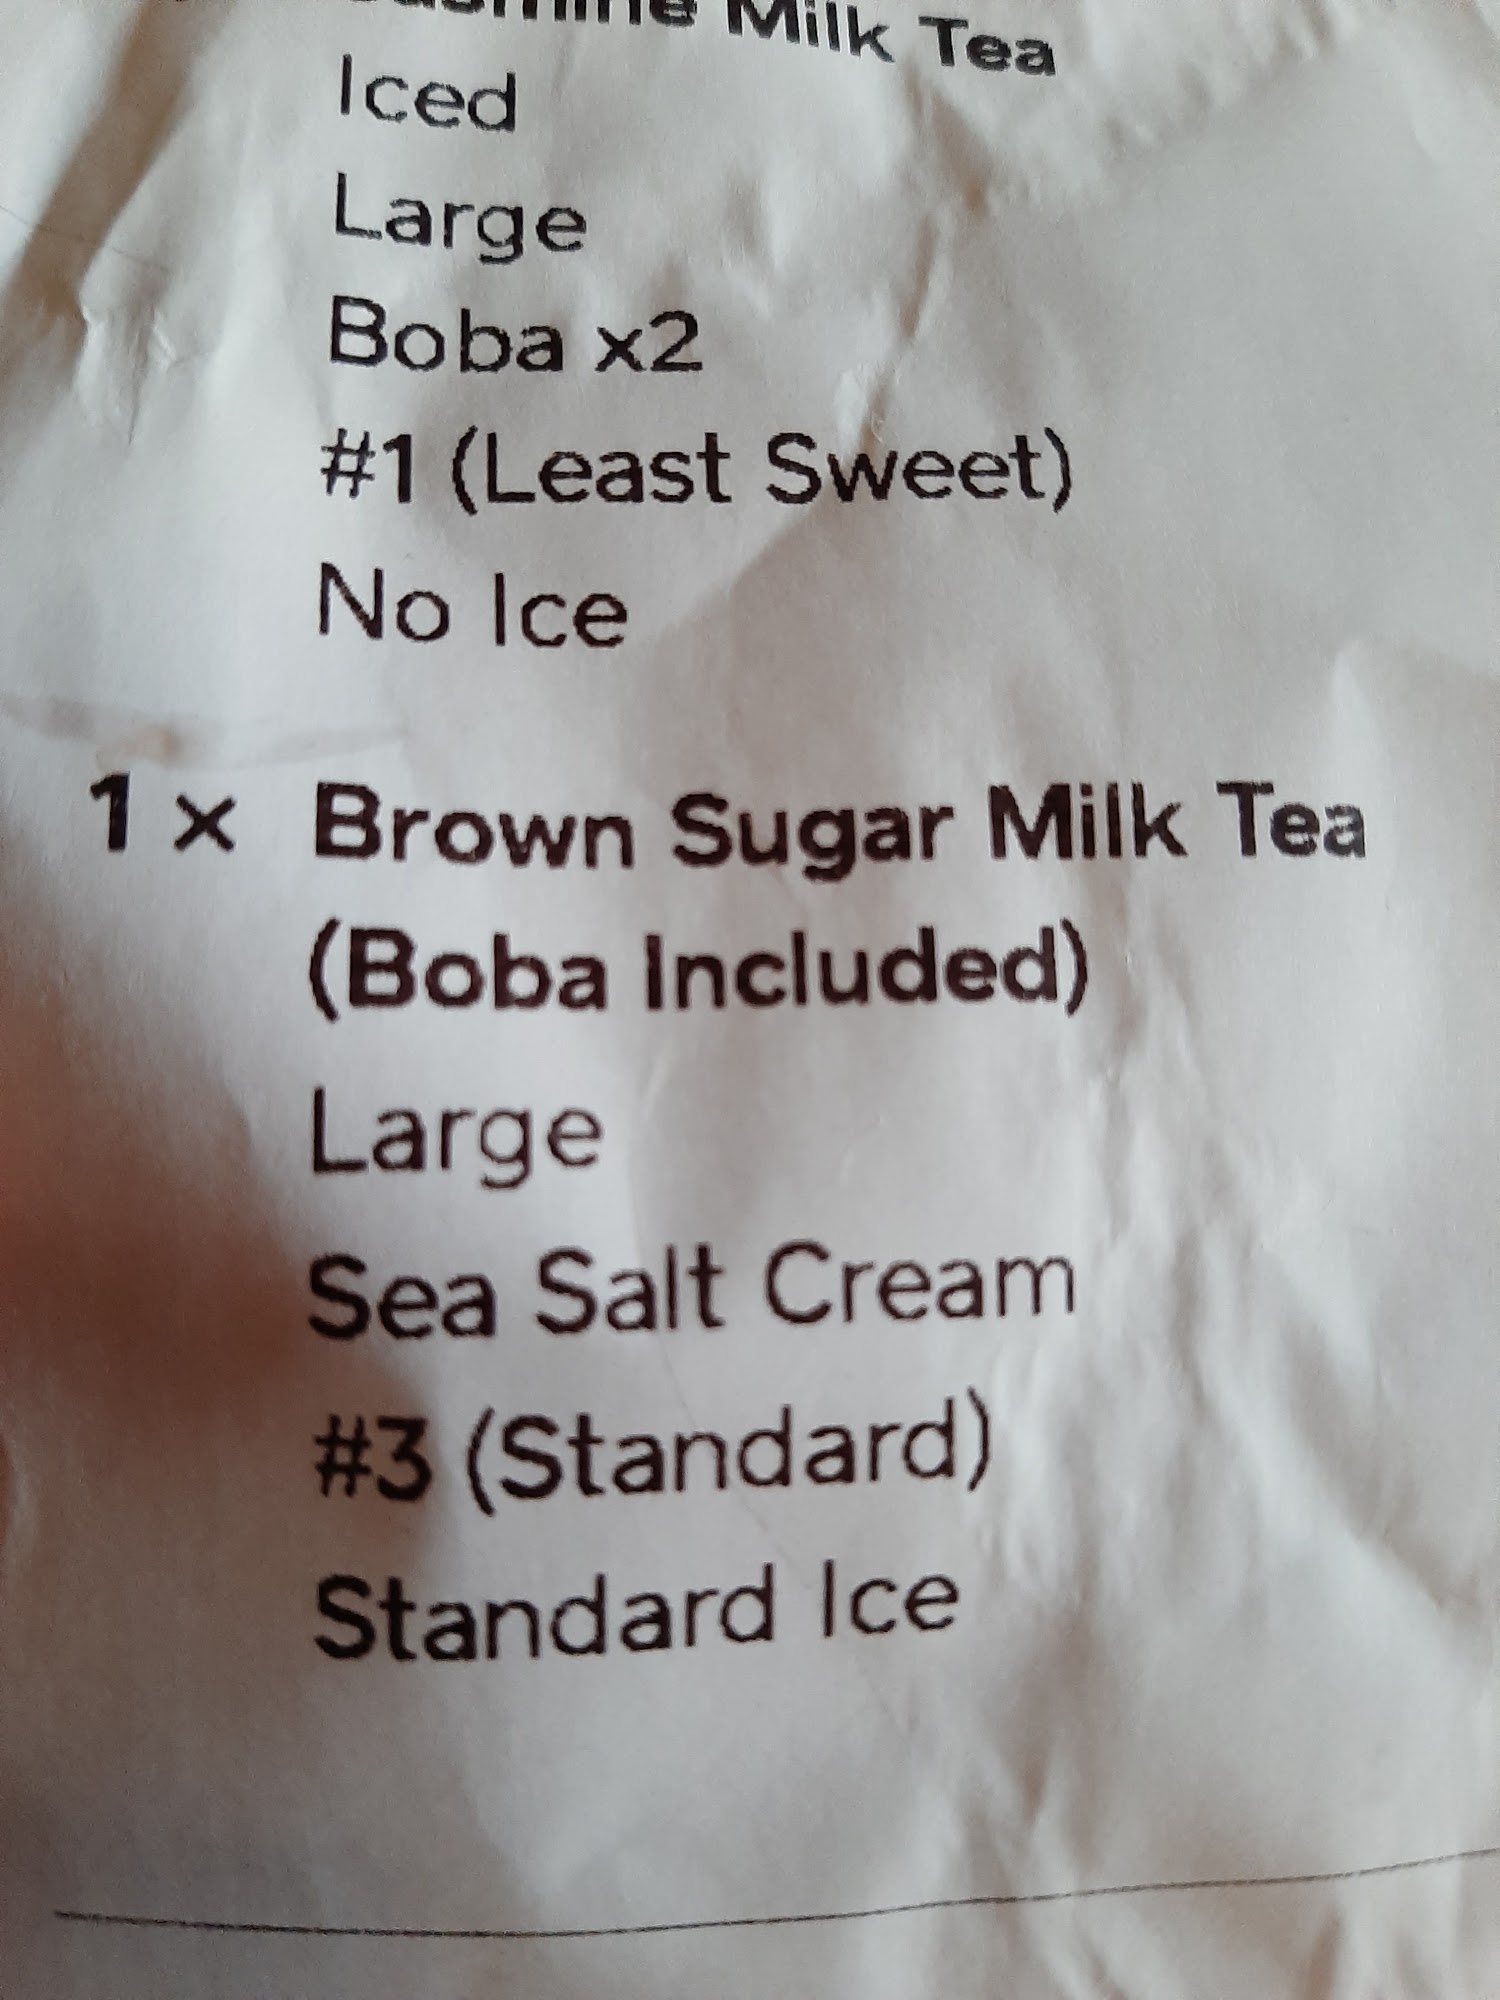 Milk Tea
Iced
Large
Boba x2
#1 (Least Sweet)
No Ice
1 x Brown Sugar Milk Tea
(Boba Included)
Large
Sea Salt Cream
#3 (Standard)
Standard Ice